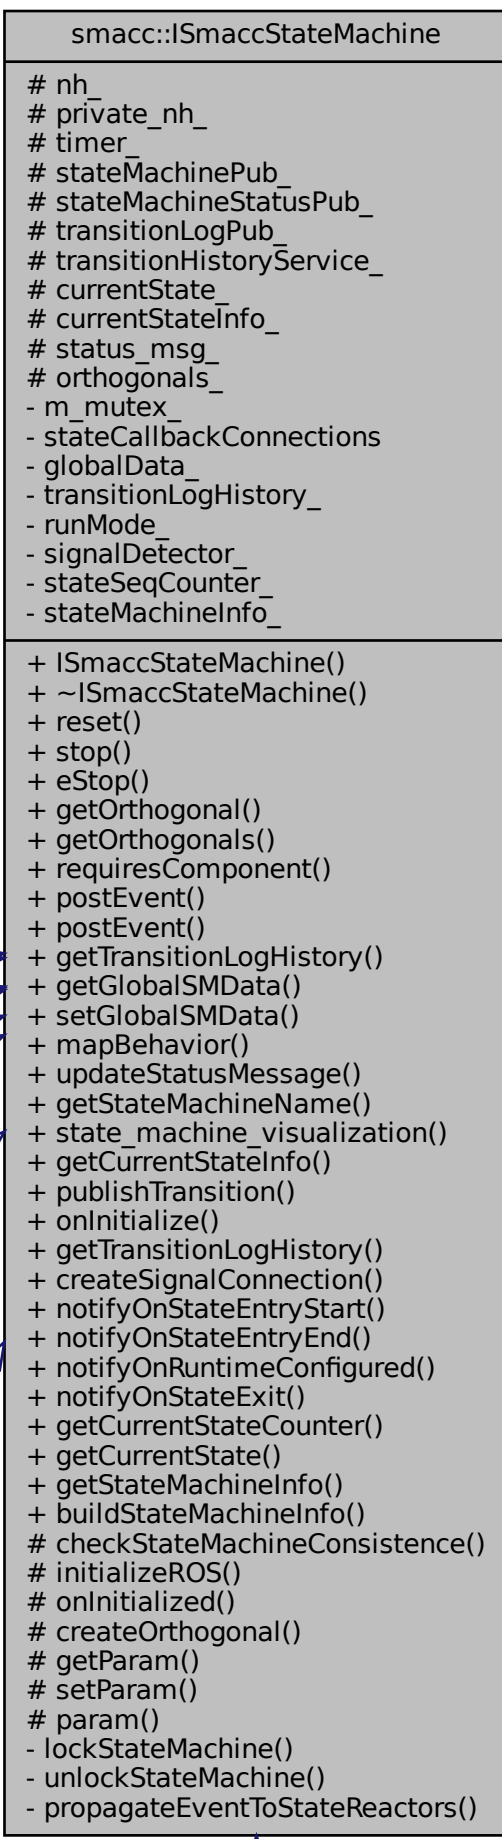 smacc::ISmaccStateMachine
# nh_
# private_nh_
# timer_
# stateMachinePub_
# stateMachineStatusPub_
# transitionLogPub_
# transitionHistoryService_
# currentState_
# currentStateInfo_
# status_msg_
# orthogonals_
- m_mutex_
- stateCallbackConnections
- globalData_
- transitionLogHistory_
- runMode_
- signalDetector_
- stateSeqCounter_
- stateMachineInfo_
+ ISmaccStateMachine()
+ ~ISmaccStateMachine()
+ reset()
+ stop()
+ eStop()
+ getOrthogonal()
+ getOrthogonals()
+ requiresComponent()
+ postEvent()
+ postEvent()
+ getTransitionLogHistory()
+ getGlobalSMData()
+ setGlobalSMData()
+ mapBehavior()
+ updateStatusMessage()
+ getStateMachineName()
+ state_machine_visualization()
+ getCurrentStateInfo()
+ publishTransition()
+ onInitialize()
+ getTransitionLogHistory()
+ createSignalConnection()
+ notifyOnStateEntryStart()
+ notifyOnStateEntryEnd()
+ notifyOnRuntimeConfigured()
+ notifyOnStateExit()
+ getCurrentStateCounter()
+ getCurrentState()
+ getStateMachineInfo()
+ buildStateMachineInfo()
# checkStateMachineConsistence()
# initializeROS()
# onInitialized()
# createOrthogonal()
# getParam()
# setParam()
# param()
- lockStateMachine()
- unlockStateMachine()
- propagateEventToStateReactors()